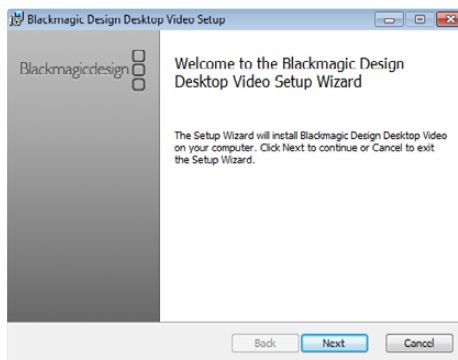 Blackmagic Design Desktop Video Setup
Blackmagicdesign
Welcome to the Blackmagic Design
Desktop Video Setup Wizard
The Setup Wizard will install Blackmagic Design Desktop Video
on your computer. Click Next to continue or Cancel to exit
the Setup Wizard.
Back
Next
Cancel